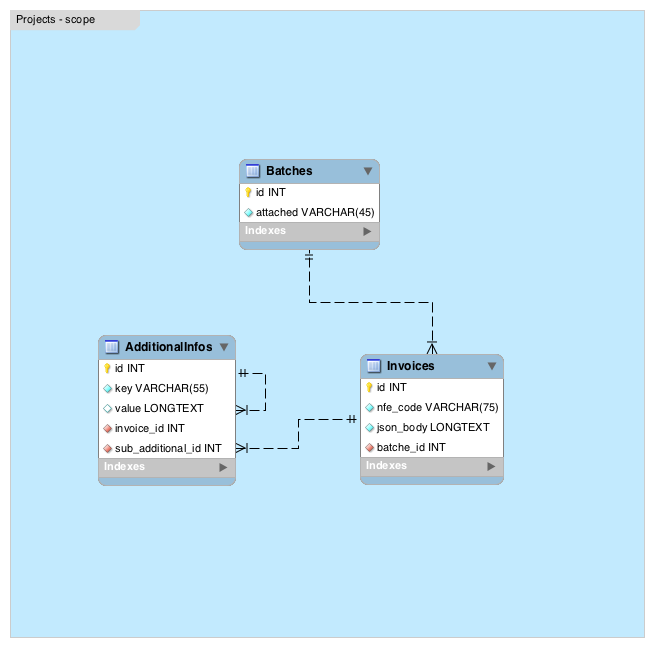 Projects - scope
Batches
id INT
attached VARCHAR(45)
Indexes
AdditionalInfos
id INT
key VARCHAR(55)
value LONGTEXT
invoice_id INT
sub_additional_id INT
Indexes
Invoices
id INT
nfe_code VARCHAR(75)
json_body LONGTEXT
batche_id INT
Indexes